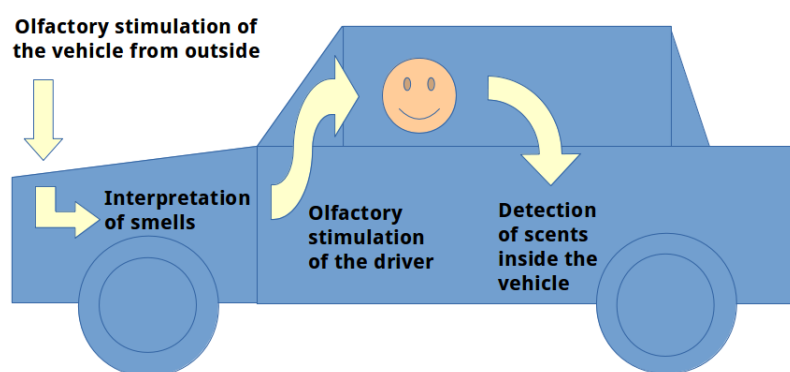 Olfactory stimulation of
the vehicle from outside
Interpretation
of smells
Olfactory
stimulation
of the driver
Detection
of scents
inside the
vehicle